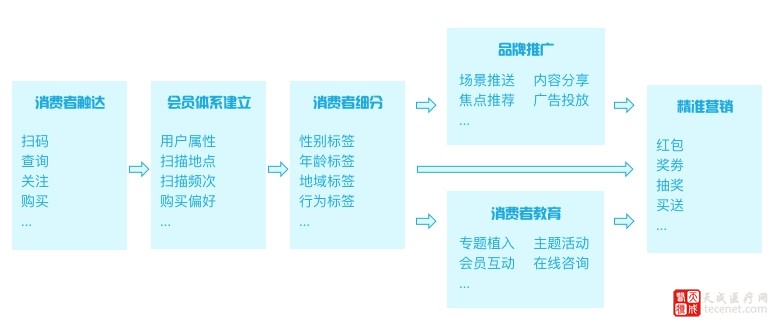 消费者触达
扫码
查询
关注
购买
...
会员体系建立
用户属性
扫描地点
扫描频次
购买偏好
...
消费者细分
性别标签
年龄标签
地域标签
行为标签
...
品牌推广
场景推送 内容分享
焦点推荐 广告投放
...
消费者教育
专题植入 主题活动
会员互动 在线咨询
...
精准营销
红包
奖券
抽奖
买送
...
天成医疗网
tecenet.com